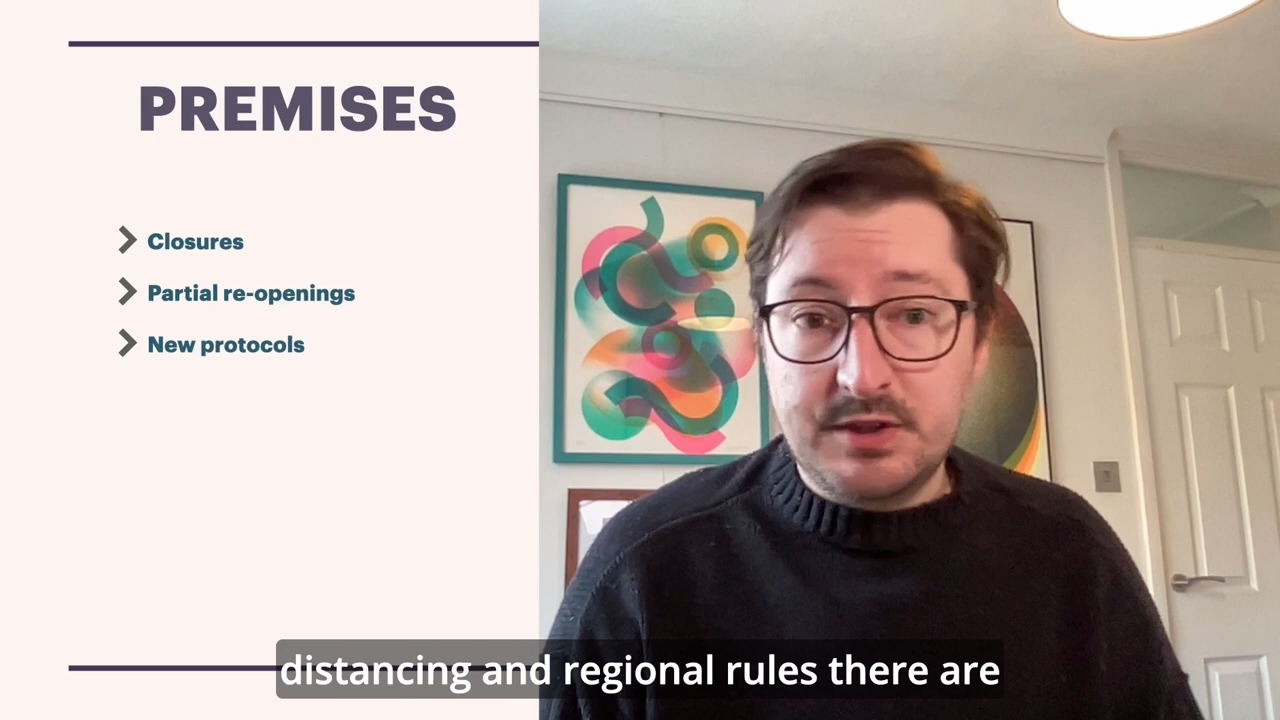 PREMISES
Closures
Partial re-openings
New protocols
distancing and regional rules there are